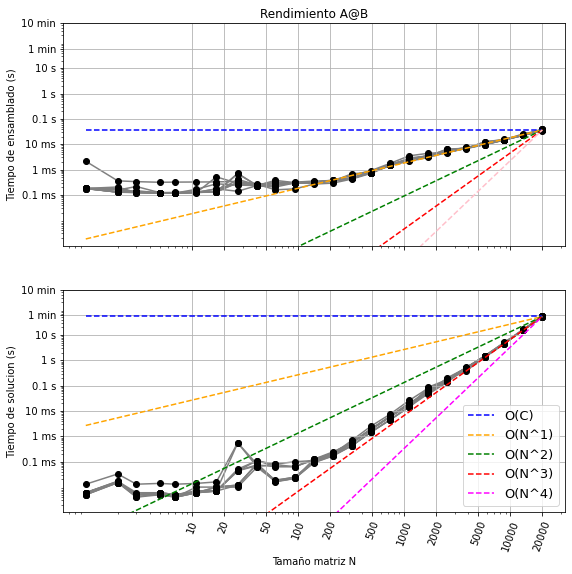 Rendimiento A@B
10 min
1 min
10 s
1 s
0.1 s
10 ms
1 ms
0.1 ms
Tiempo de ensamblado (s)
10 min
1 min
10 s
1 s
0.1 s
10 ms
1 ms
0.1 ms
Tiempo de solucion (s)
O(C)
O(N^1)
O(N^2)
O(N^3)
O(N^4)
10
20
50
100
200
500
1000
2000
5000
10000
20000
Tamaño matriz N